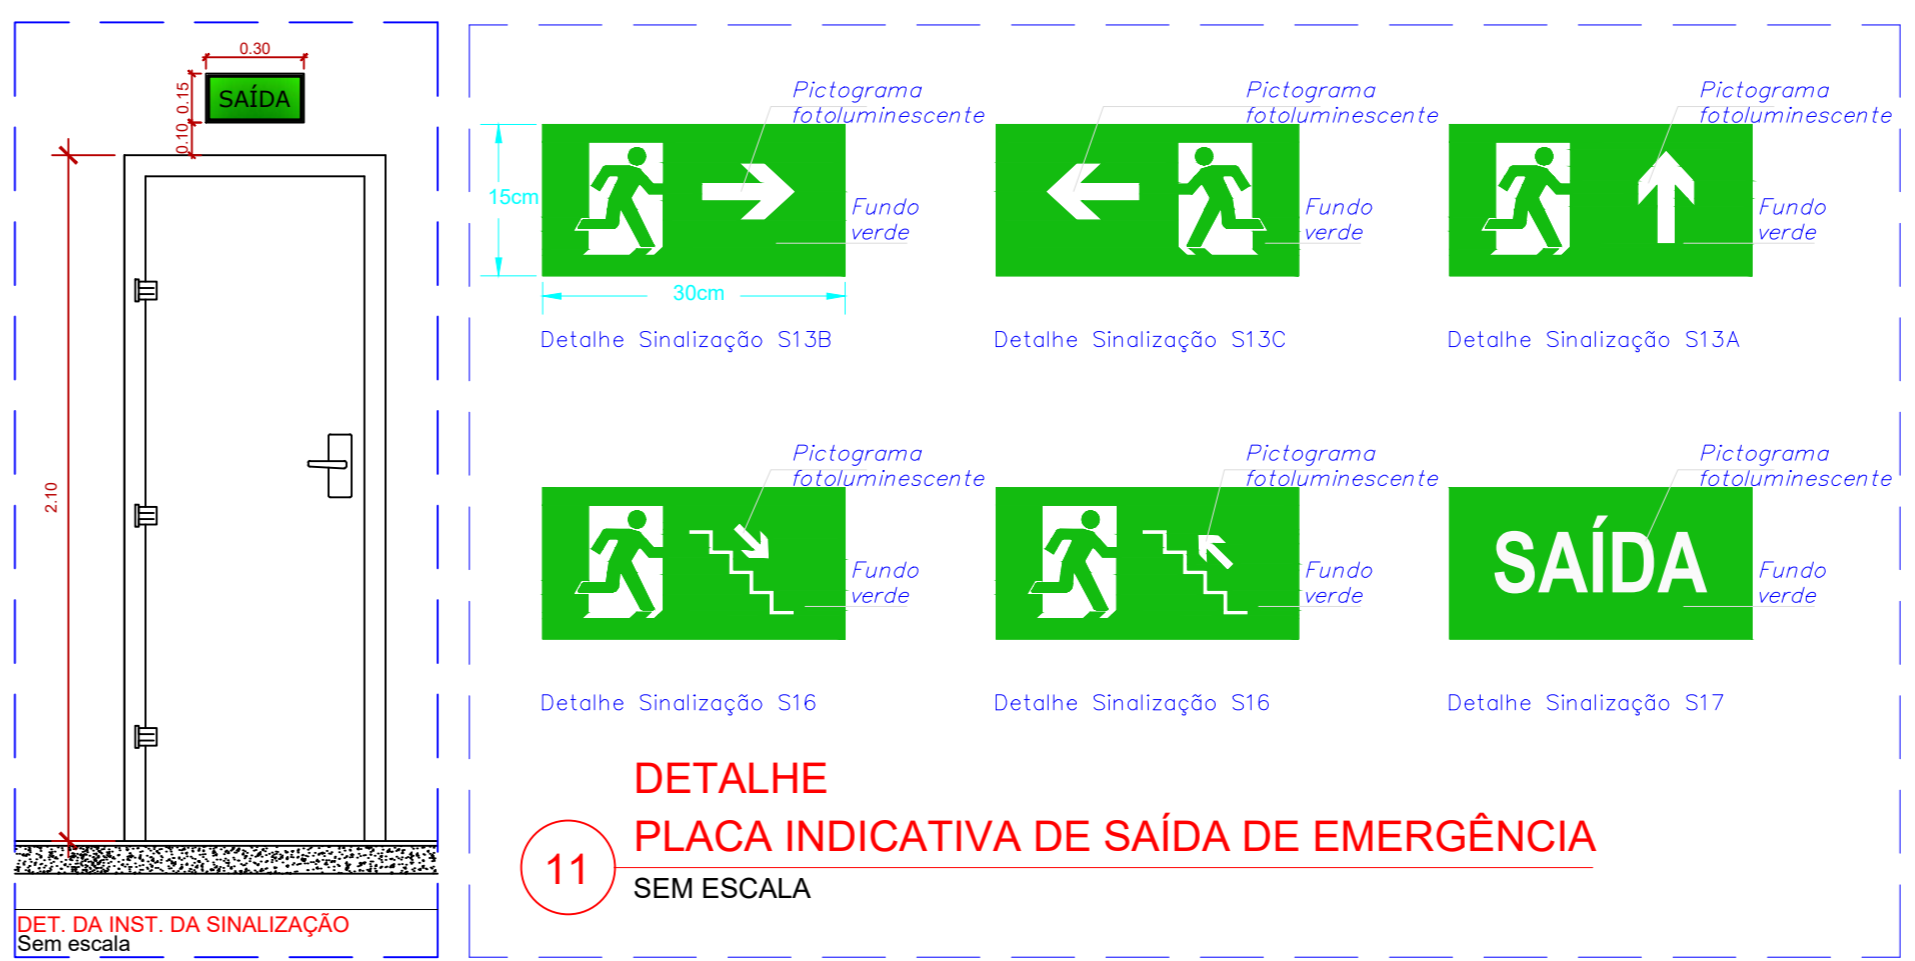 0.30
0.15
0.10
SAÍDA
2.10
DET. DA INST. DA SINALIZAÇÃO
Sem escala
Pictograma
fotoluminescente
Fundo
verde
15cm
30cm
Detalhe Sinalização S13B
Pictograma
fotoluminescente
Fundo
verde
Detalhe Sinalização S13C
Pictograma
fotoluminescente
Fundo
verde
Detalhe Sinalização S13A
Pictograma
fotoluminescente
Fundo
verde
Detalhe Sinalização S16
Pictograma
fotoluminescente
Fundo
verde
Detalhe Sinalização S16
Pictograma
fotoluminescente
SAÍDA
Fundo
verde
Detalhe Sinalização S17
DETALHE
11
PLACA INDICATIVA DE SAÍDA DE EMERGÊNCIA
SEM ESCALA